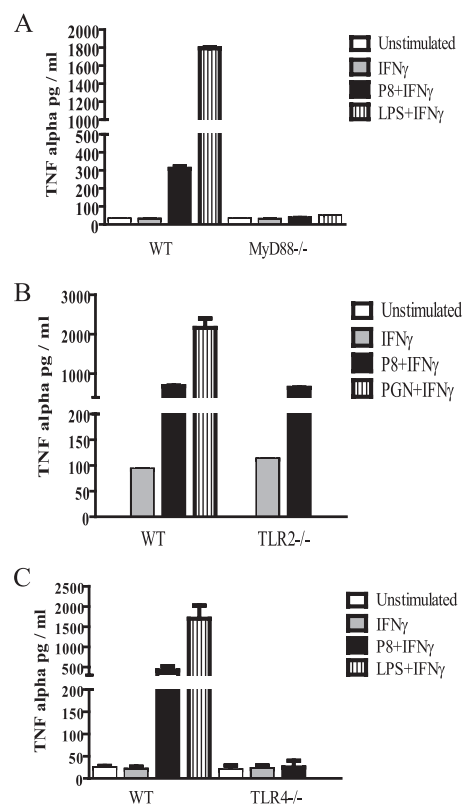 A
TNF alpha pg / ml
2000
1800
1600
1400
1200
1000
500
400
300
200
100
0
WT
MyD88-/-
Unstimulated
IFNγ
P8+IFNγ
LPS+IFNγ
B
TNF alpha pg / ml
3000
2000
1000
200
150
100
50
0
WT
TLR2-/-
Unstimulated
IFNγ
P8+IFNγ
PGN+IFNγ
C
TNF alpha pg / ml
2500
2000
1500
1000
500
200
150
100
50
0
WT
TLR4-/-
Unstimulated
IFNγ
P8+IFNγ
LPS+IFNγ